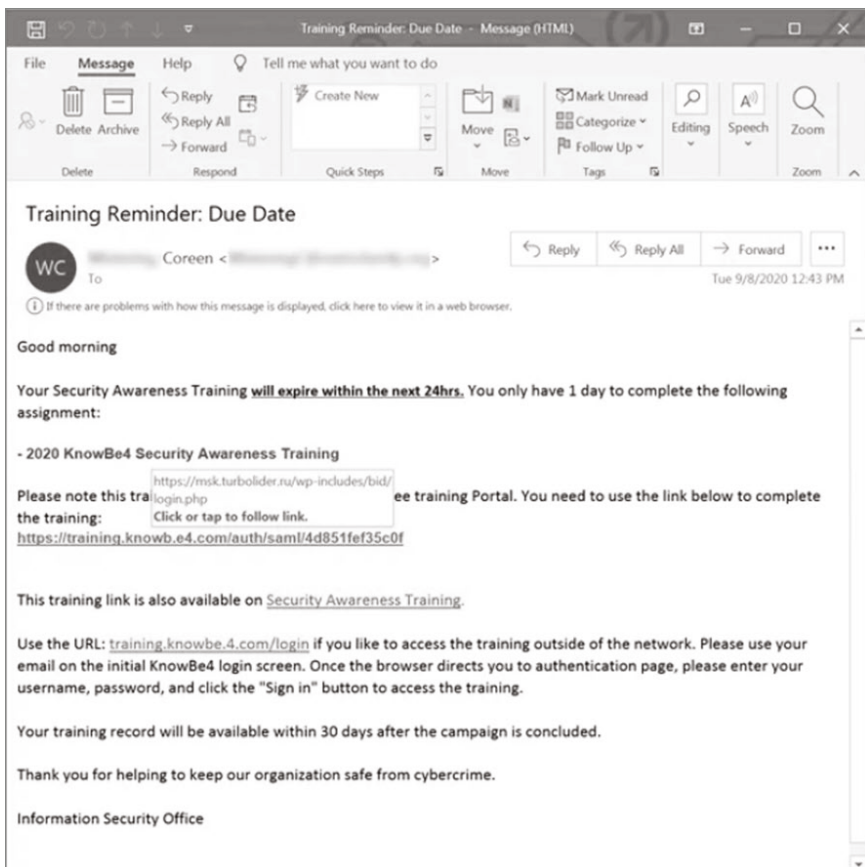 Training Reminder: Due Date - Message (HTML)
File Message Help Tell me what you want to do
Delete Archive
Reply
Reply All
Forward
Create New
Move
Mark Unread
Categorize
Follow Up
Editing
Speech
Zoom
Delete Respond Quick Steps Move Tags Zoom
Training Reminder: Due Date
WC
Coreen < >
To
Reply Reply All Forward ...
Tue 9/8/2020 12:43 PM
If there are problems with how this message is displayed, click here to view it in a web browser.
Good morning
Your Security Awareness Training will expire within the next 24hrs. You only have 1 day to complete the following
assignment:
- 2020 KnowBe4 Security Awareness Training
https://msk.turbolider.ru/wp-includes/bid/
login.php
Click or tap to follow link.
Please note this tra ee training Portal. You need to use the link below to complete
the training:
https://training.knowb.e4.com/auth/saml/4d851fef35c0f
This training link is also available on Security Awareness Training.
Use the URL: training.knowbe.4.com/login if you like to access the training outside of the network. Please use your
email on the initial KnowBe4 login screen. Once the browser directs you to authentication page, please enter your
username, password, and click the "Sign in" button to access the training.
Your training record will be available within 30 days after the campaign is concluded.
Thank you for helping to keep our organization safe from cybercrime.
Information Security Office